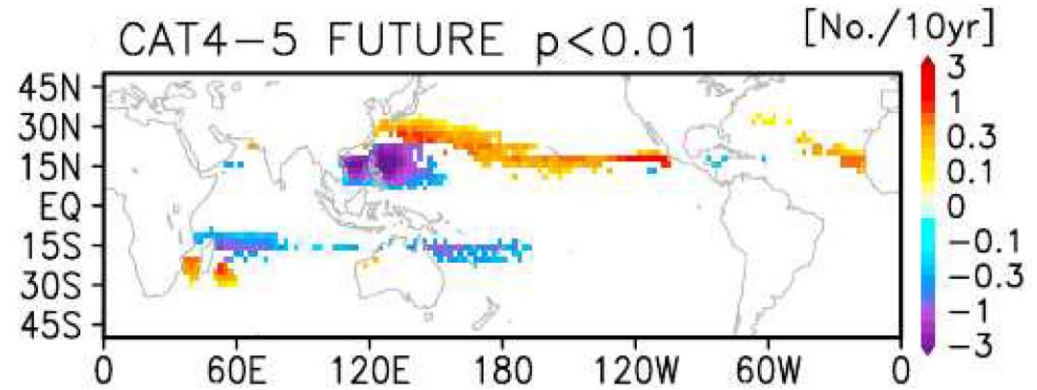 CAT4-5 FUTURE p<0.01
[No./10yr]
45N
30N
15N
EQ
15S
30S
45S
0 60E 120E 180 120W 60W 0
3
1
0.3
0.1
0
-0.1
-0.3
-1
-3